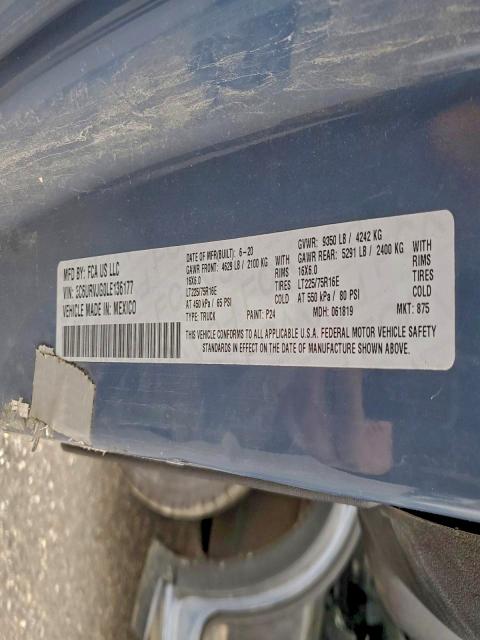 MFD BY: FCA US LLC
VIN: 3C6URVJG0LE136177
VEHICLE MADE IN: MEXICO
DATE OF MFR(BUILT): 6-20 GVWR: 9350 LB / 4242 KG
GAWR FRONT: 4629 LB / 2100 KG WITH GAWR REAR: 5291 LB / 2400 KG WITH
16X6.0 RIMS 16X6.0 RIMS
LT225/75R16E TIRES LT225/75R16E TIRES
AT 450 kPa / 65 PSI COLD AT 550 kPa / 80 PSI COLD
TYPE: TRUCK PAINT: P24 MDH: 061819 MKT: 875
THIS VEHICLE CONFORMS TO ALL APPLICABLE U.S.A. FEDERAL MOTOR VEHICLE SAFETY
STANDARDS IN EFFECT ON THE DATE OF MANUFACTURE SHOWN ABOVE.